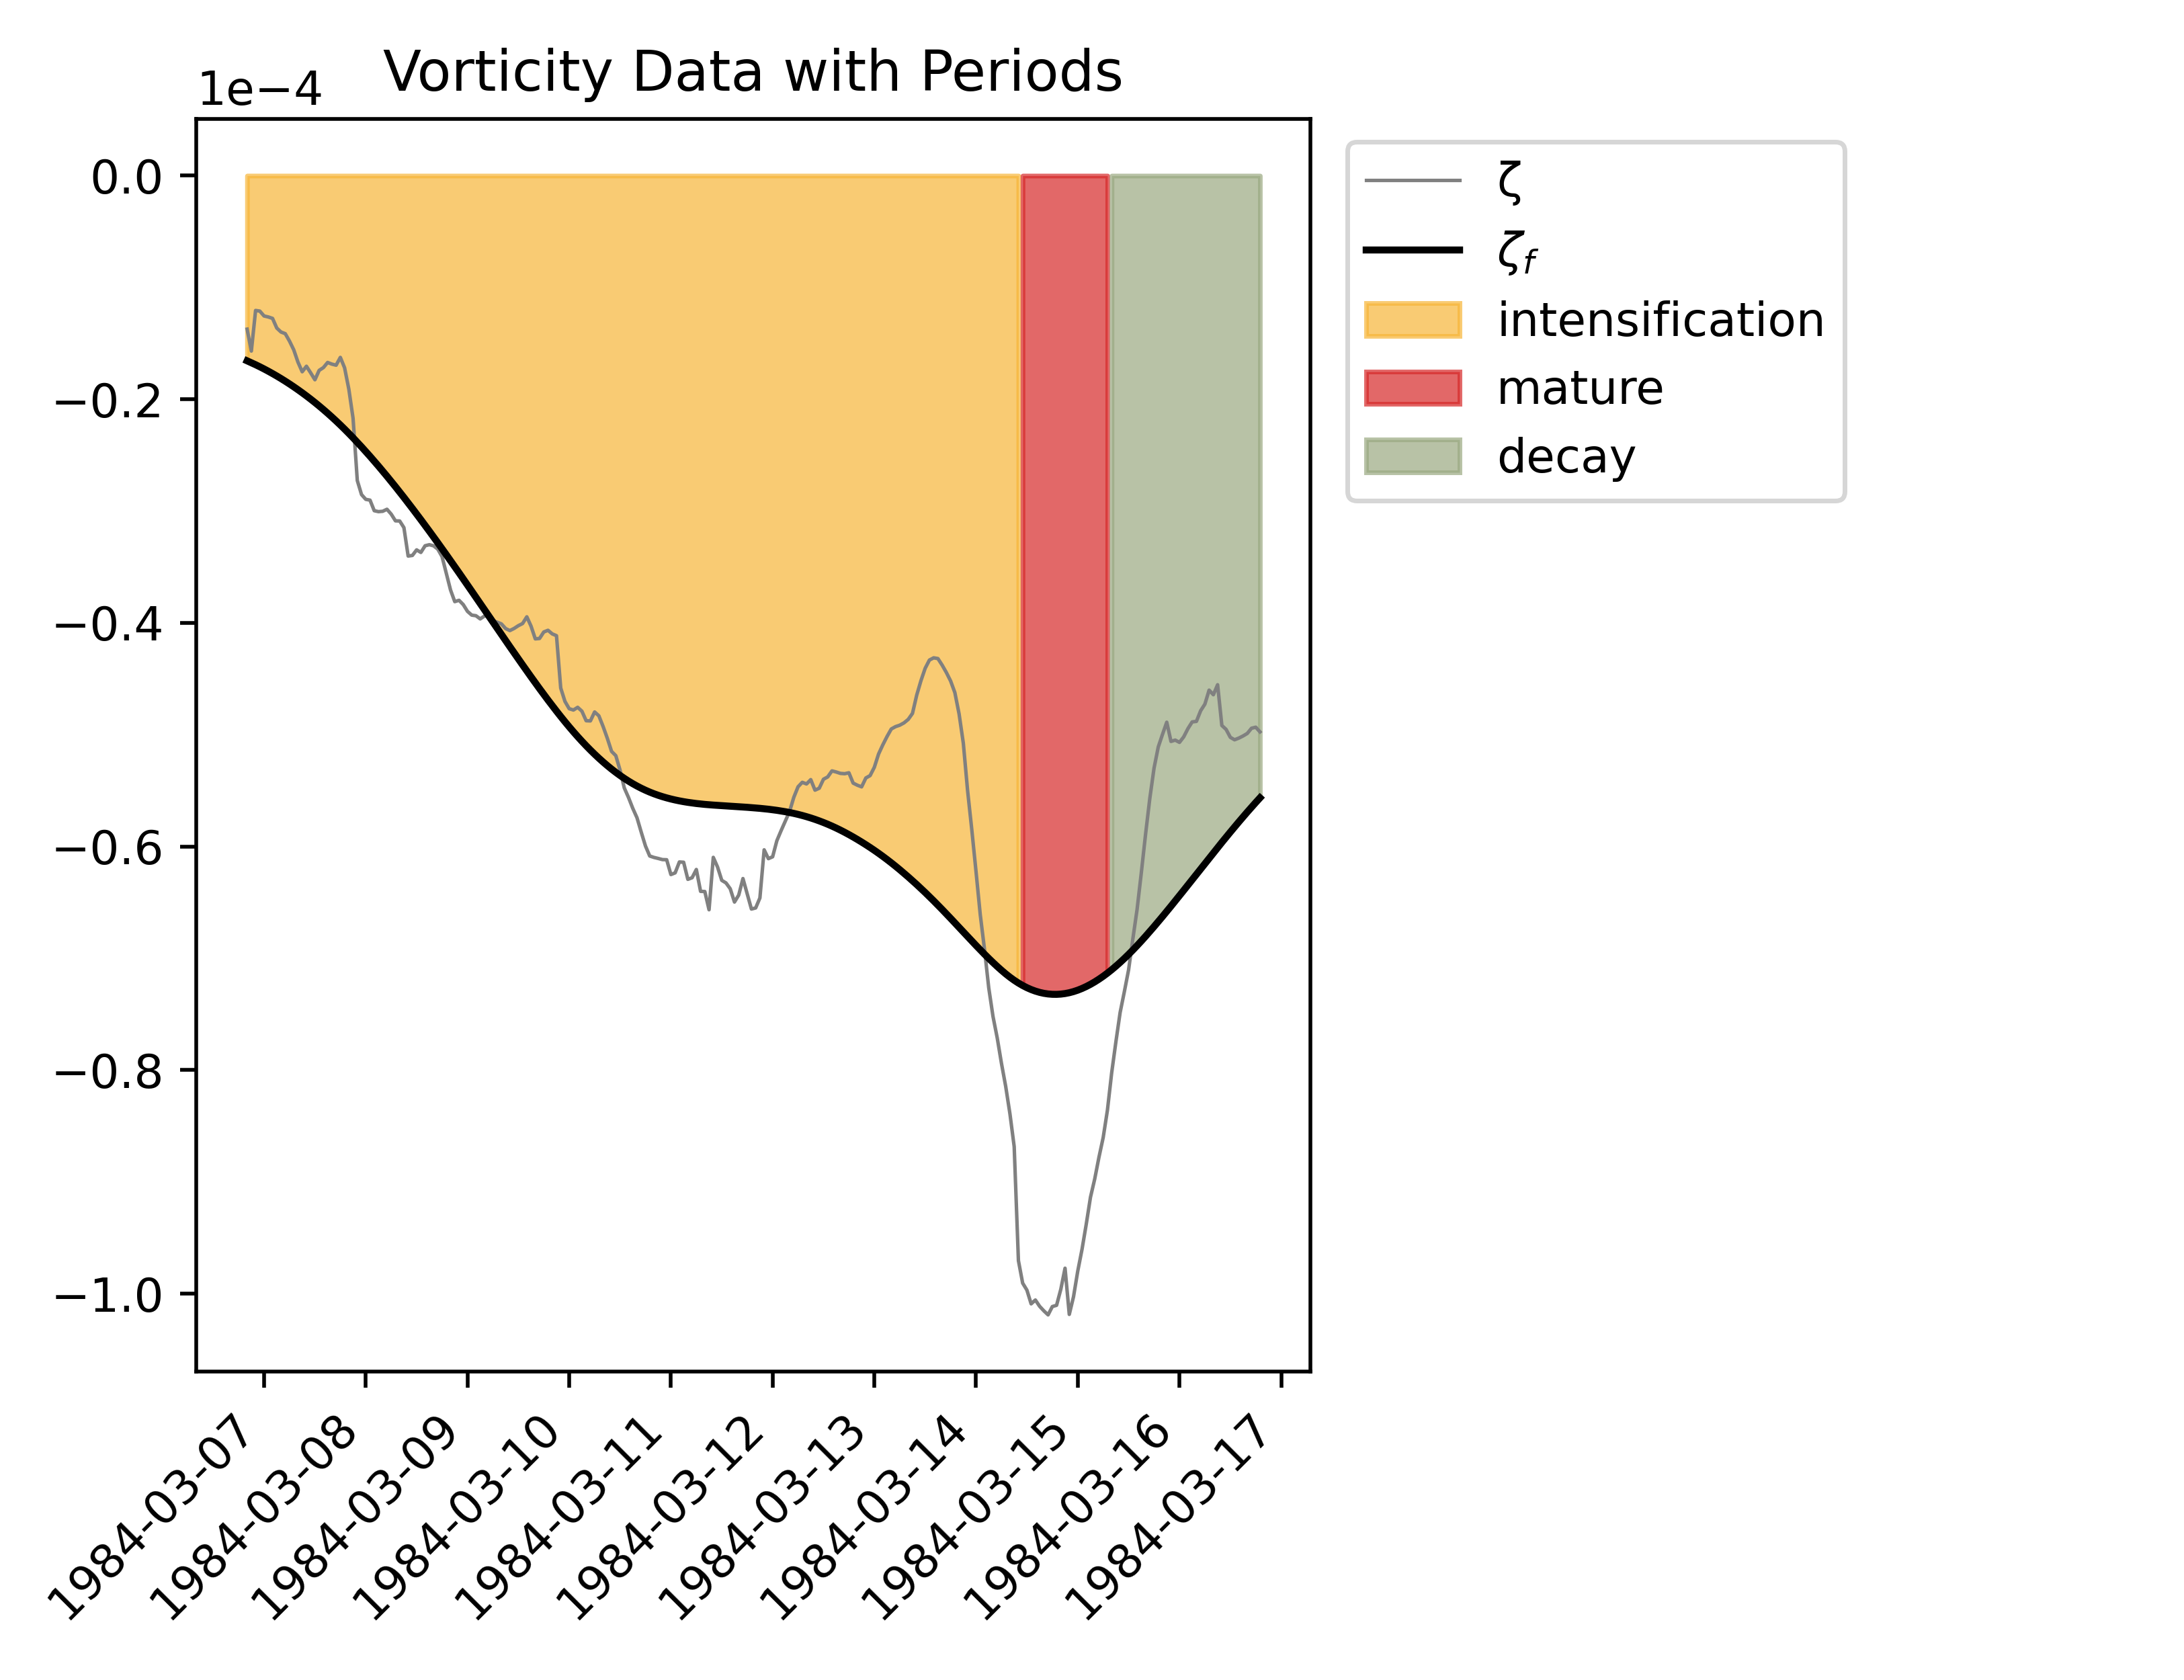 Vorticity Data with Periods
1e−4
0.0
−0.2
−0.4
−0.6
−0.8
−1.0
1984-03-07
1984-03-08
1984-03-09
1984-03-10
1984-03-11
1984-03-12
1984-03-13
1984-03-14
1984-03-15
1984-03-16
1984-03-17
ζ
ζf
intensification
mature
decay